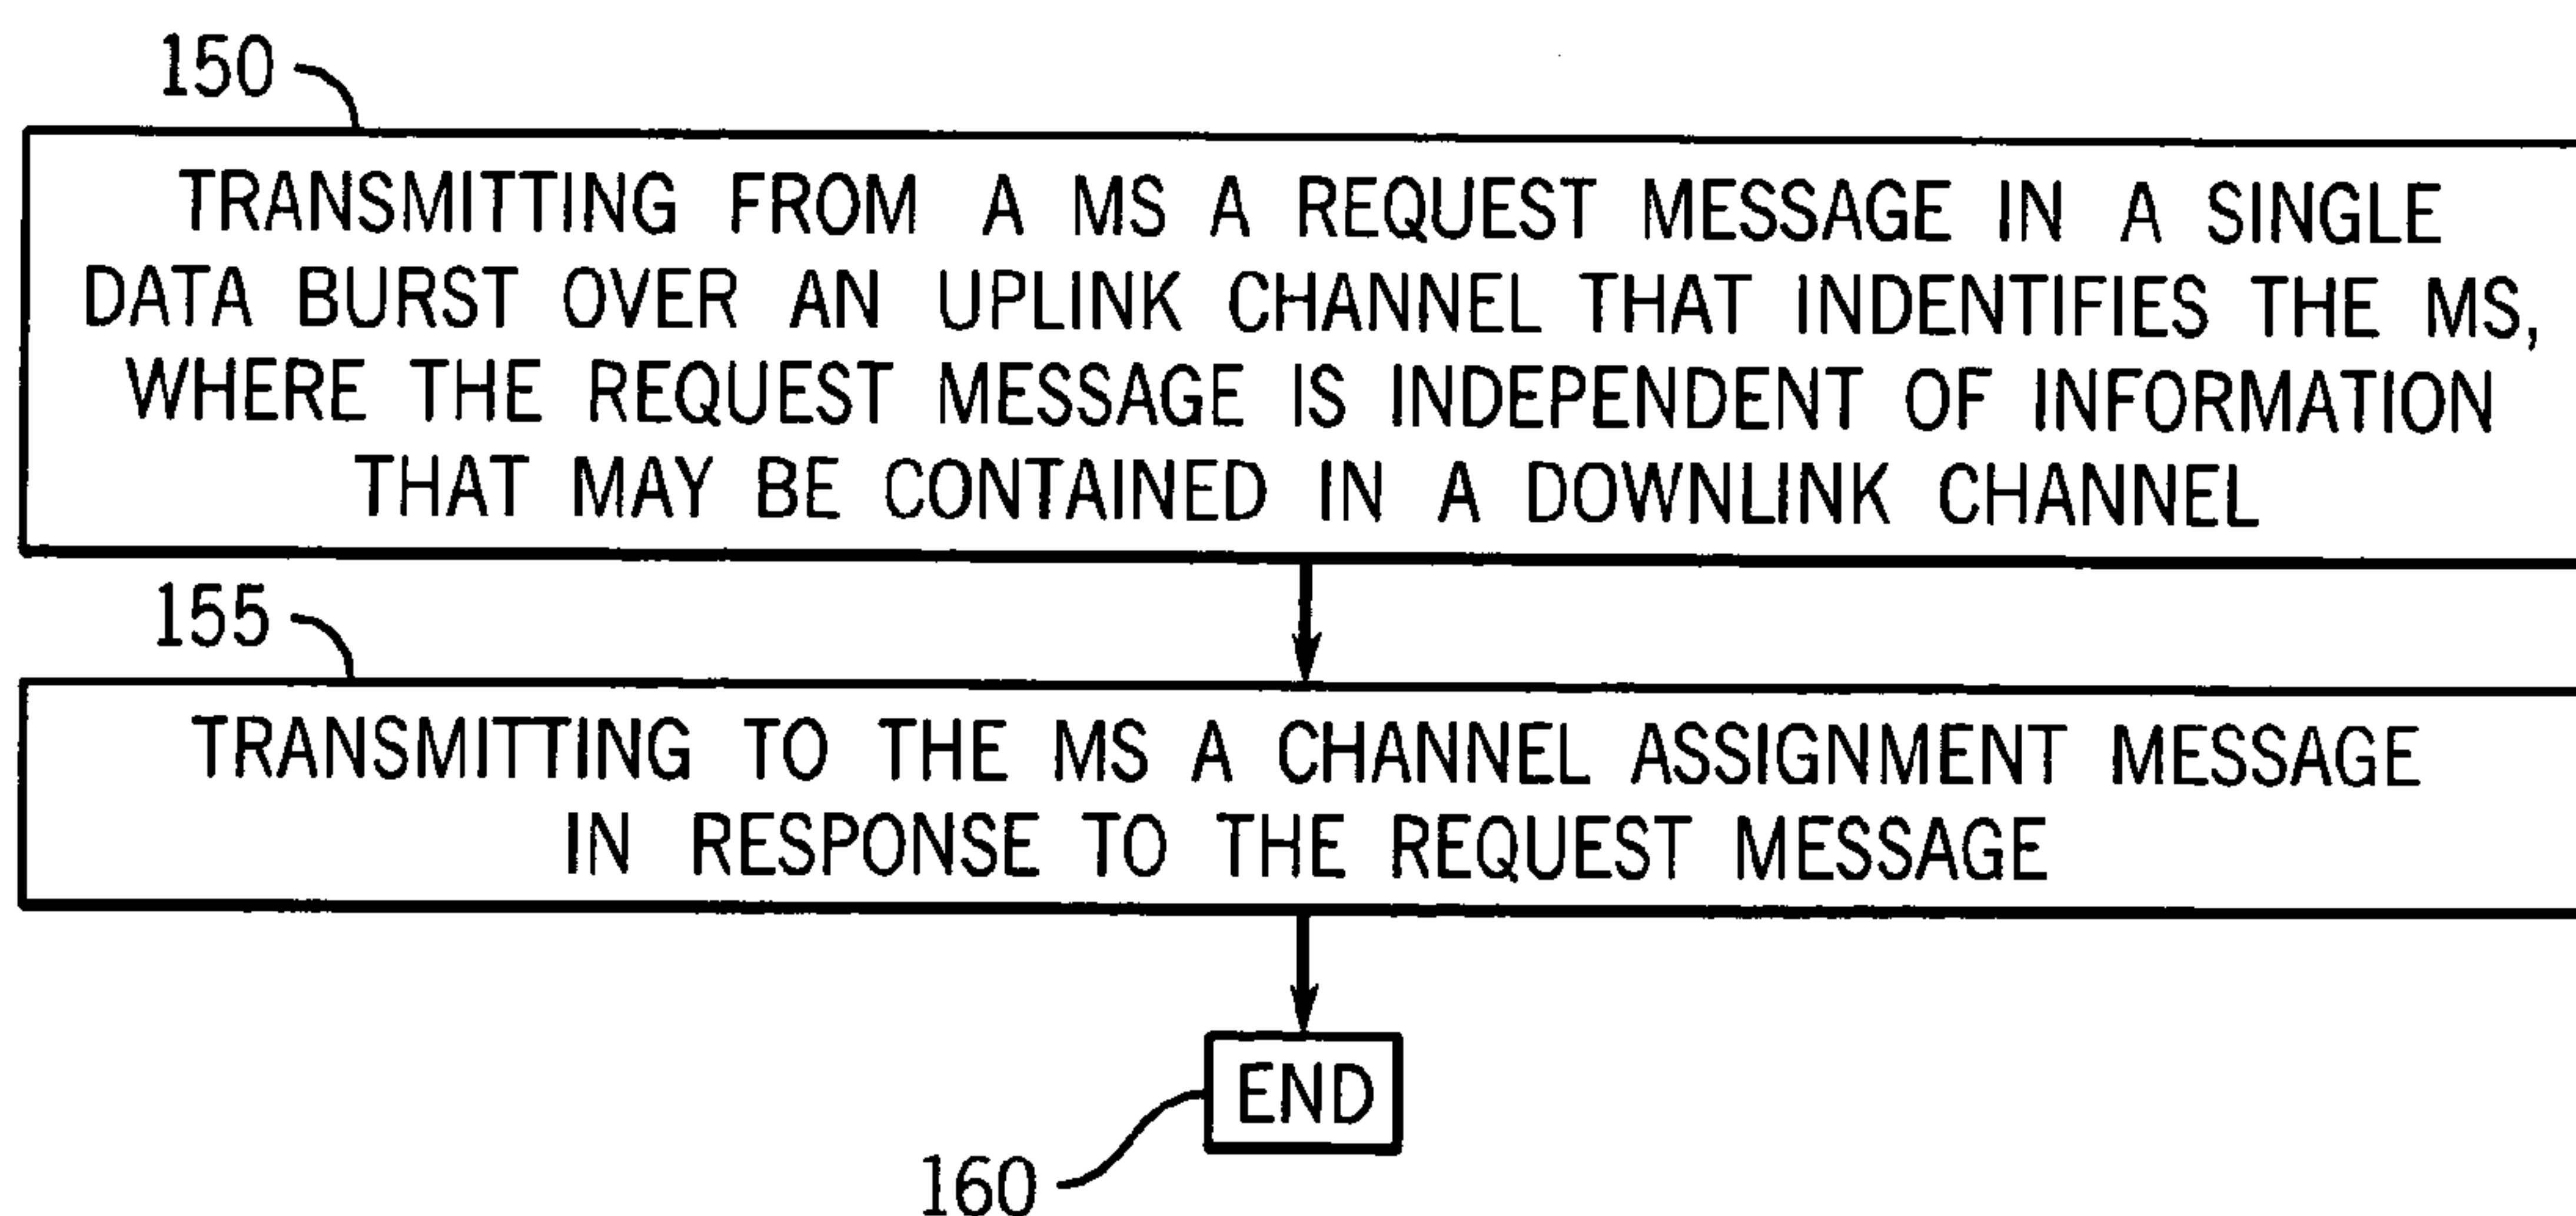 150
TRANSMITTING FROM A MS A REQUEST MESSAGE IN A SINGLE
DATA BURST OVER AN UPLINK CHANNEL THAT INDENTIFIES THE MS,
WHERE THE REQUEST MESSAGE IS INDEPENDENT OF INFORMATION
THAT MAY BE CONTAINED IN A DOWNLINK CHANNEL
155
TRANSMITTING TO THE MS A CHANNEL ASSIGNMENT MESSAGE
IN RESPONSE TO THE REQUEST MESSAGE
END
160